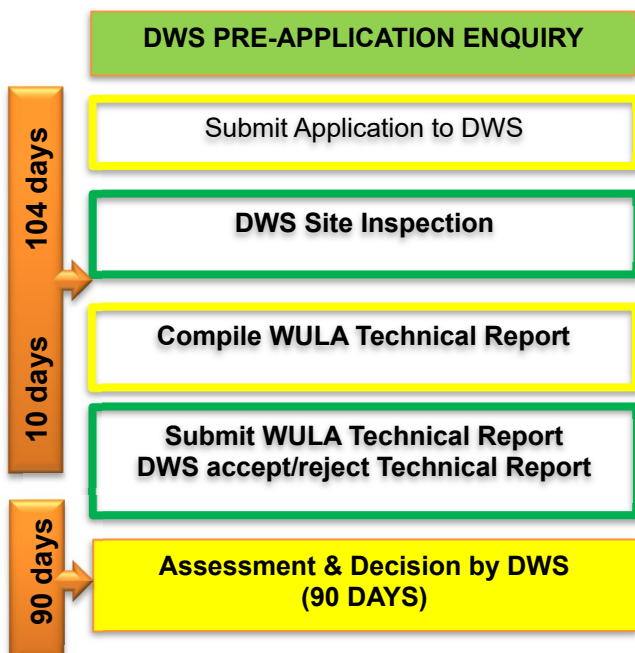 DWS PRE-APPLICATION ENQUIRY
104 days
Submit Application to DWS
DWS Site Inspection
10 days
Compile WULA Technical Report
Submit WULA Technical Report
DWS accept/reject Technical Report
90 days
Assessment & Decision by DWS
(90 DAYS)